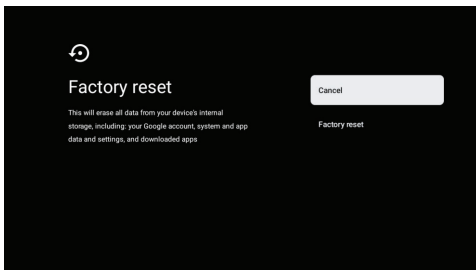 Factory reset
This will erase all data from your device's internal
storage, including: your Google account, system and app
data and settings, and downloaded apps
Cancel
Factory reset